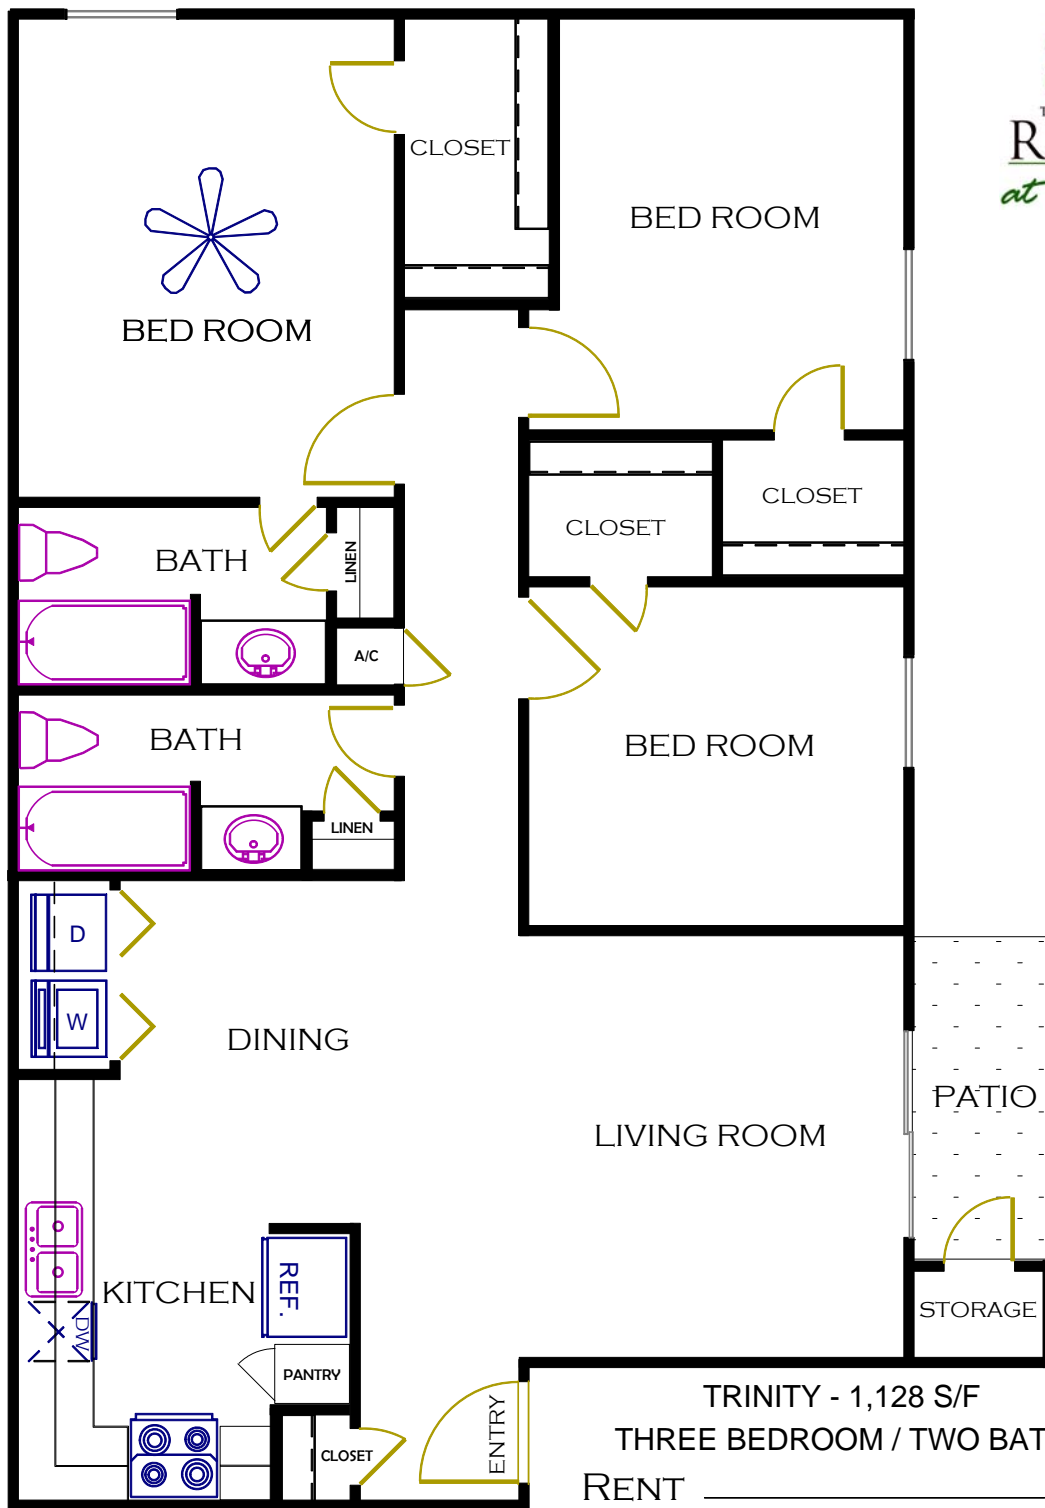 CLOSET
BED ROOM
R
at
BED ROOM
CLOSET
CLOSET
BATH
LINEN
A/C
BATH
BED ROOM
LINEN
D
W
DINING
PATIO
LIVING ROOM
KITCHEN
REF.
DW
STORAGE
PANTRY
ENTRY
CLOSET
TRINITY - 1,128 S/F
THREE BEDROOM / TWO BAT
RENT